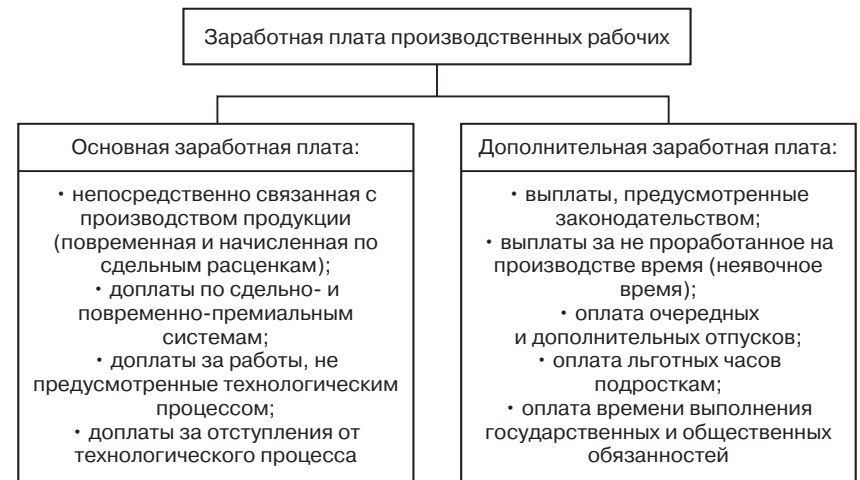 Заработная плата производственных рабочих
Основная заработная плата:
• непосредственно связанная с
производством продукции
(повременная и начисленная по
сдельным расценкам);
• доплаты по сдельно- и
повременно-премиальным
системам;
• доплаты за работы, не
предусмотренные технологическим
процессом;
• доплаты за отступления от
технологического процесса
Дополнительная заработная плата:
• выплаты, предусмотренные
законодательством;
• выплаты за не проработанное на
производстве время (неявочное
время);
• оплата очередных
и дополнительных отпусков;
• оплата льготных часов
подросткам;
• оплата времени выполнения
государственных и общественных
обязанностей